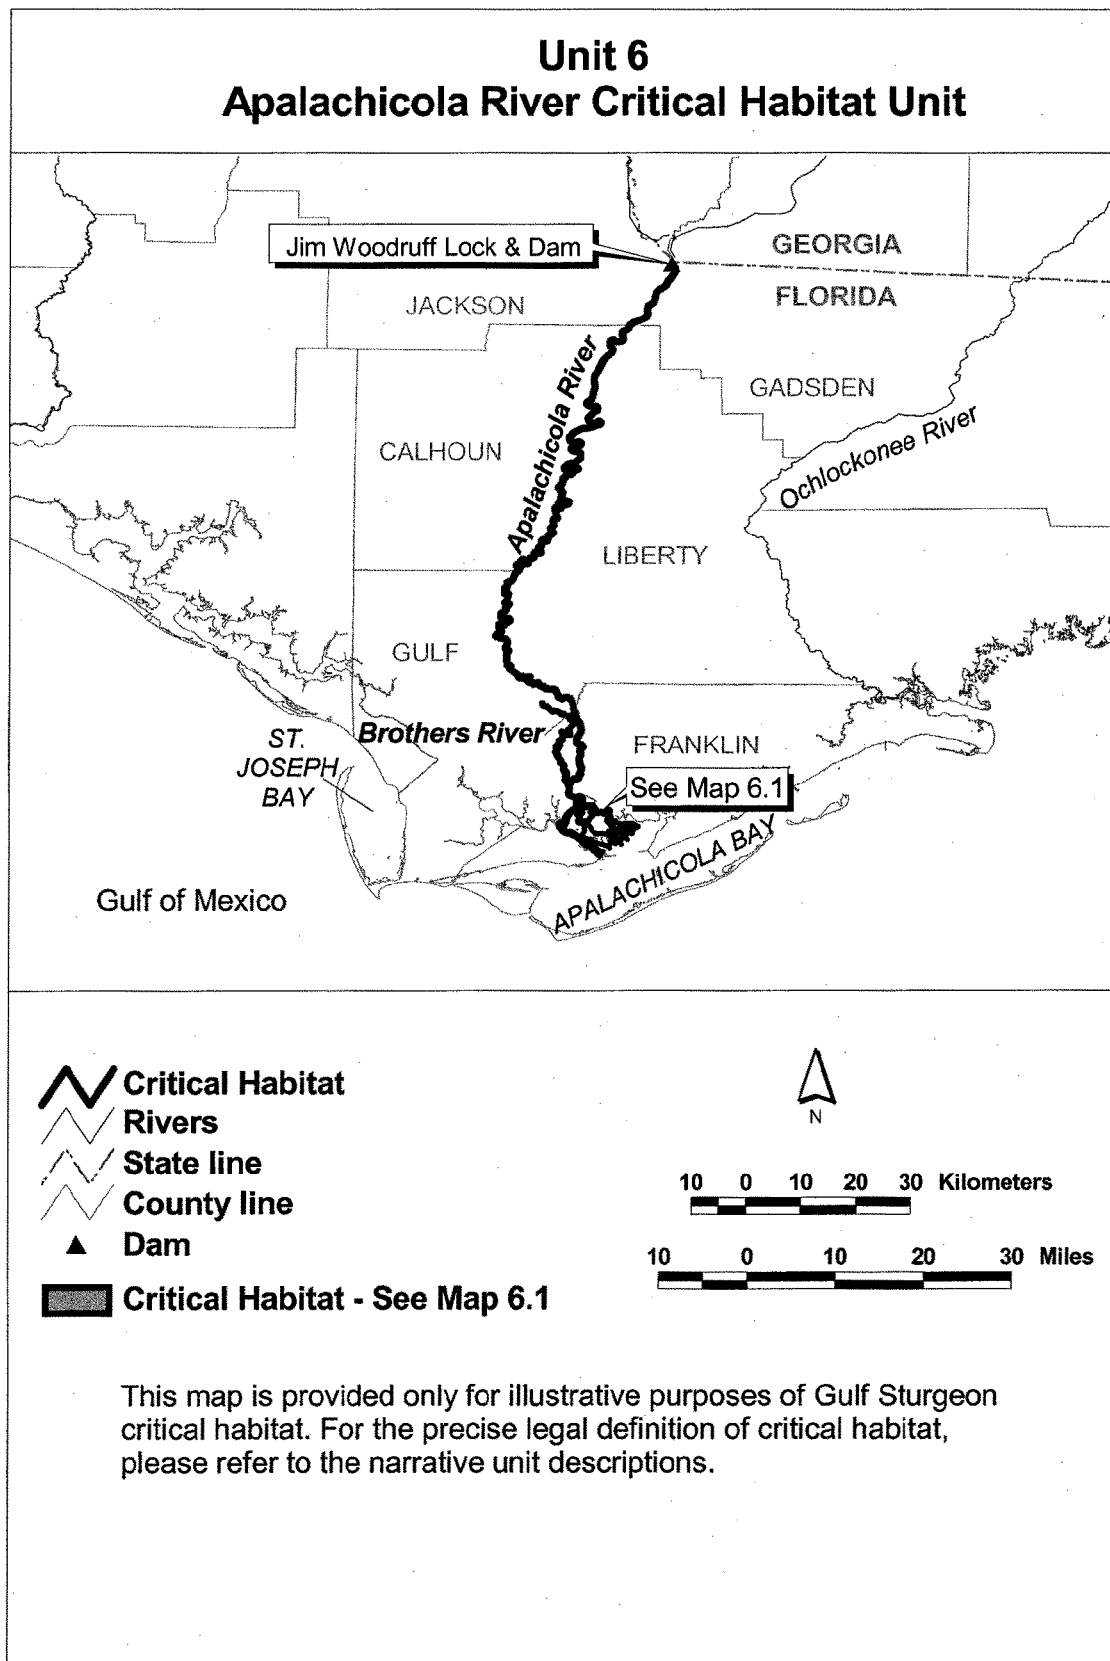 Unit 6
Apalachicola River Critical Habitat Unit
Jim Woodruff Lock & Dam
GEORGIA
FLORIDA
JACKSON
Apalachicola River
GADSDEN
CALHOUN
Ochlockonee River
LIBERTY
GULF
Brothers River
FRANKLIN
ST.
JOSEPH
BAY
See Map 6.1
APALACHICOLA BAY
Gulf of Mexico
Critical Habitat
Rivers
State line
County line
Dam
Critical Habitat - See Map 6.1
N
10 0 10 20 30 Kilometers
10 0 10 20 30 Miles
This map is provided only for illustrative purposes of Gulf Sturgeon
critical habitat. For the precise legal definition of critical habitat,
please refer to the narrative unit descriptions.